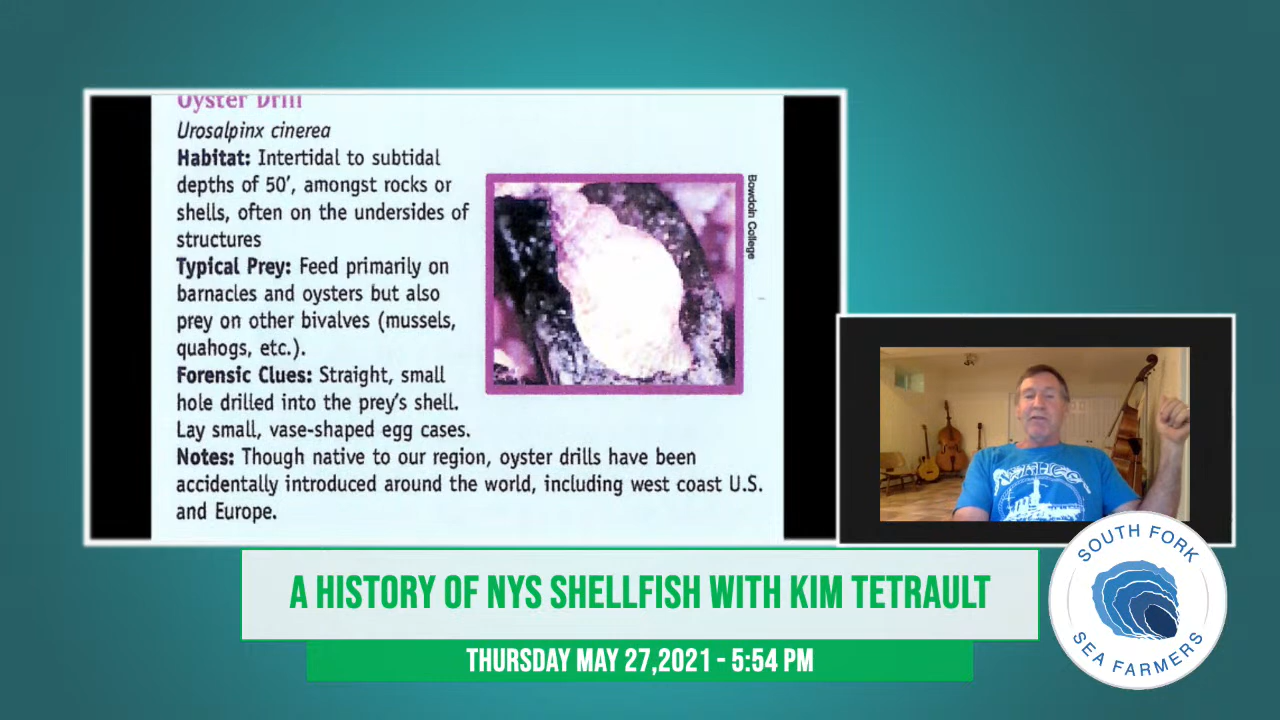 Oyster Drill
Urosalpinx cinerea
Habitat: Intertidal to subtidal
depths of 50', amongst rocks or
shells, often on the undersides of
structures
Typical Prey: Feed primarily on
barnacles and oysters but also
prey on other bivalves (mussels,
quahogs, etc.).
Forensic Clues: Straight, small
hole drilled into the prey's shell.
Lay small, vase-shaped egg cases.
Notes: Though native to our region, oyster drills have been
accidentally introduced around the world, including west coast U.S.
and Europe.
Bowdoin College
A HISTORY OF NYS SHELLFISH WITH KIM TETRAULT
THURSDAY MAY 27,2021 - 5:54 PM
SOUTH FORK
SEA FARMERS